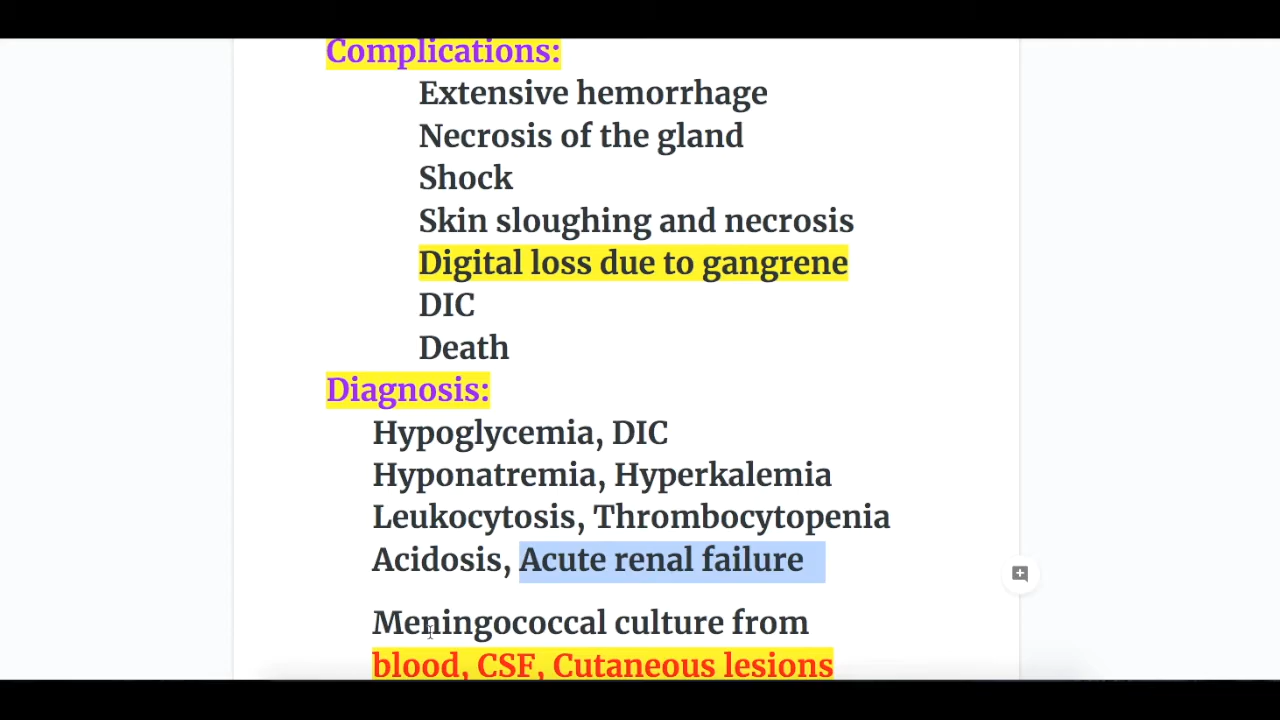 Complications:
Extensive hemorrhage
Necrosis of the gland
Shock
Skin sloughing and necrosis
Digital loss due to gangrene
DIC
Death
Diagnosis:
Hypoglycemia, DIC
Hyponatremia, Hyperkalemia
Leukocytosis, Thrombocytopenia
Acidosis, Acute renal failure
Meningococcal culture from
blood, CSF, Cutaneous lesions